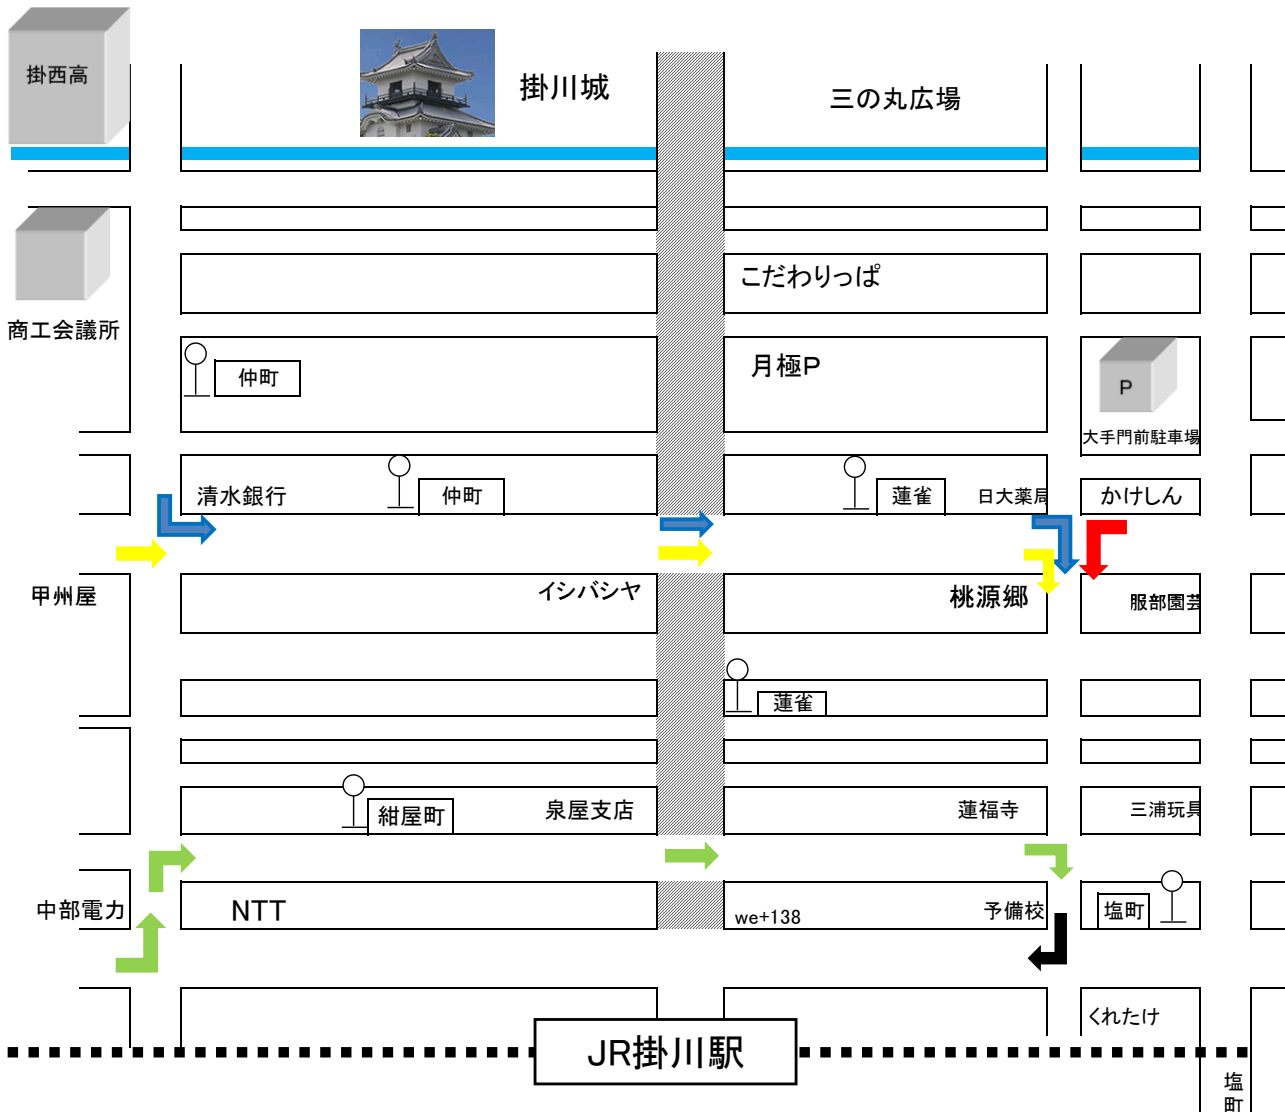 掛西高
掛川城
三の丸広場
商工会議所
こだわりっぱ
仲町
月極P
P
大手門前駐車場
清水銀行
仲町
蓮雀
日大薬局
かけしん
甲州屋
イシバシヤ
桃源郷
服部園芸
蓮雀
紺屋町
泉屋支店
蓮福寺
三浦玩具
中部電力
NTT
we+138
予備校
塩町
くれたけ
JR掛川駅
塩
町